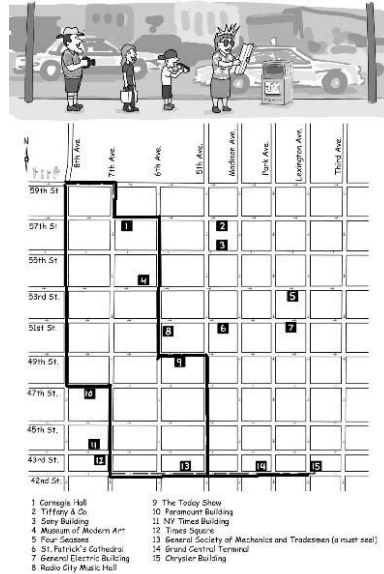 N
8th Ave.
7th Ave.
6th Ave.
5th Ave.
Madison Ave.
Park Ave.
Lexington Ave.
Third Ave.
59th St
57th St
1
2
3
55th St
4
53rd St.
5
51st St.
8
6
7
49th St.
9
47th St.
10
45th St.
11
43rd St.
12
13
14
15
42nd St.
1 Carnegie Hall
2 Tiffany & Co.
3 Sony Building
4 Museum of Modern Art
5 Four Seasons
6 St. Patrick's Cathedral
7 General Electric Building
8 Radio City Music Hall
9 The Today Show
10 Paramount Building
11 NY Times Building
12 Times Square
13 General Society of Mechanics and Tradesmen (a must see!)
14 Grand Central Terminal
15 Chrysler Building